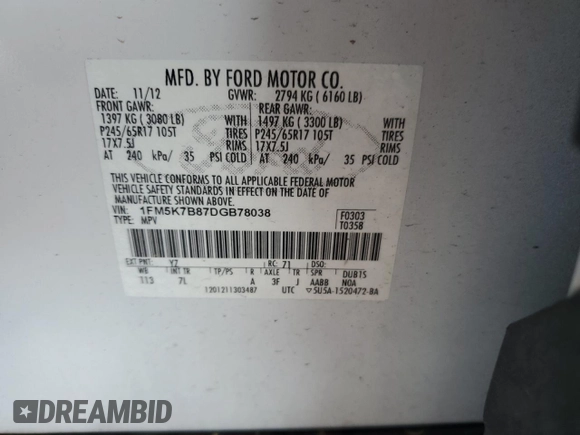 MFD. BY FORD MOTOR CO.
DATE: 11/12 GVWR: 2794 KG ( 6160 LB)
FRONT GAWR: REAR GAWR:
1397 KG ( 3080 LB) WITH 1497 KG ( 3300 LB) WITH
P245/65R17 105T TIRES P245/65R17 105T TIRES
17X7.5J RIMS 17X7.5J RIMS
AT 240 kPa/ 35 PSI COLD AT 240 kPa/ 35 PSI COLD
THIS VEHICLE CONFORMS TO ALL APPLICABLE FEDERAL MOTOR
VEHICLE SAFETY STANDARDS IN EFFECT ON THE DATE OF
MANUFACTURE SHOWN ABOVE.
VIN: 1FM5K7B87DGB78038 F0303
TYPE: MPV T0358
EXT PNT: YZ RC: 71 DSO:
WB INT TR TP/PS R AXLE TR SPR DUB15
113 7L A 3F J AABB NOA
1201211303487 UTC ▽5U5A-1520472-BA
DREAMBID